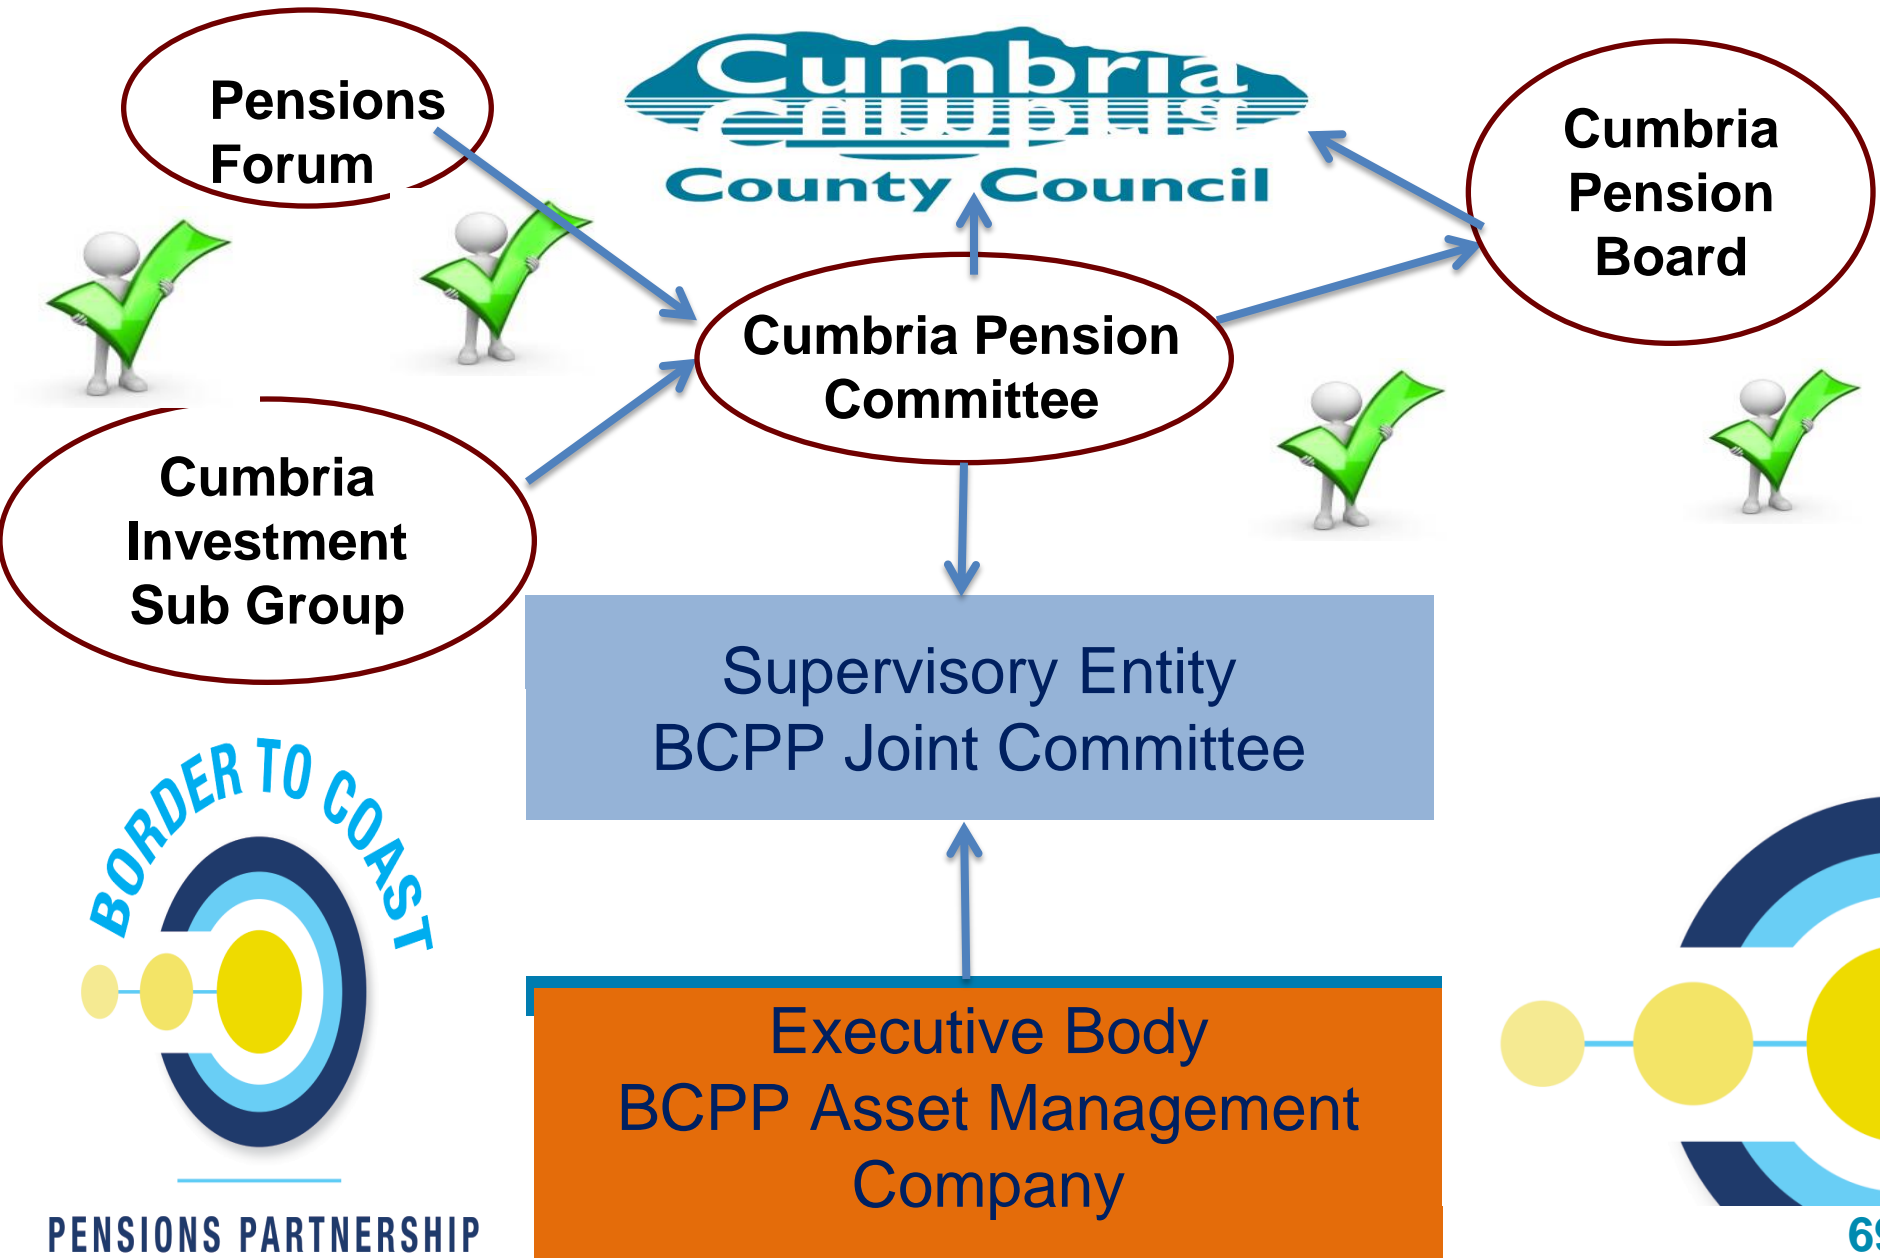 Pensions
Forum
Cumbria
County Council
Cumbria
Pension
Board
Cumbria Pension
Committee
Cumbria
Investment
Sub Group
Supervisory Entity
BCPP Joint Committee
BORDER TO COAST
PENSIONS PARTNERSHIP
Executive Body
BCPP Asset Management
Company